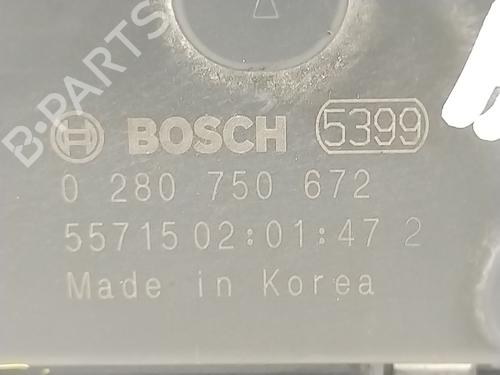 B-PARTS
BOSCH 5399
0 280 750 672
55715 02:01:47 2
Made in Korea